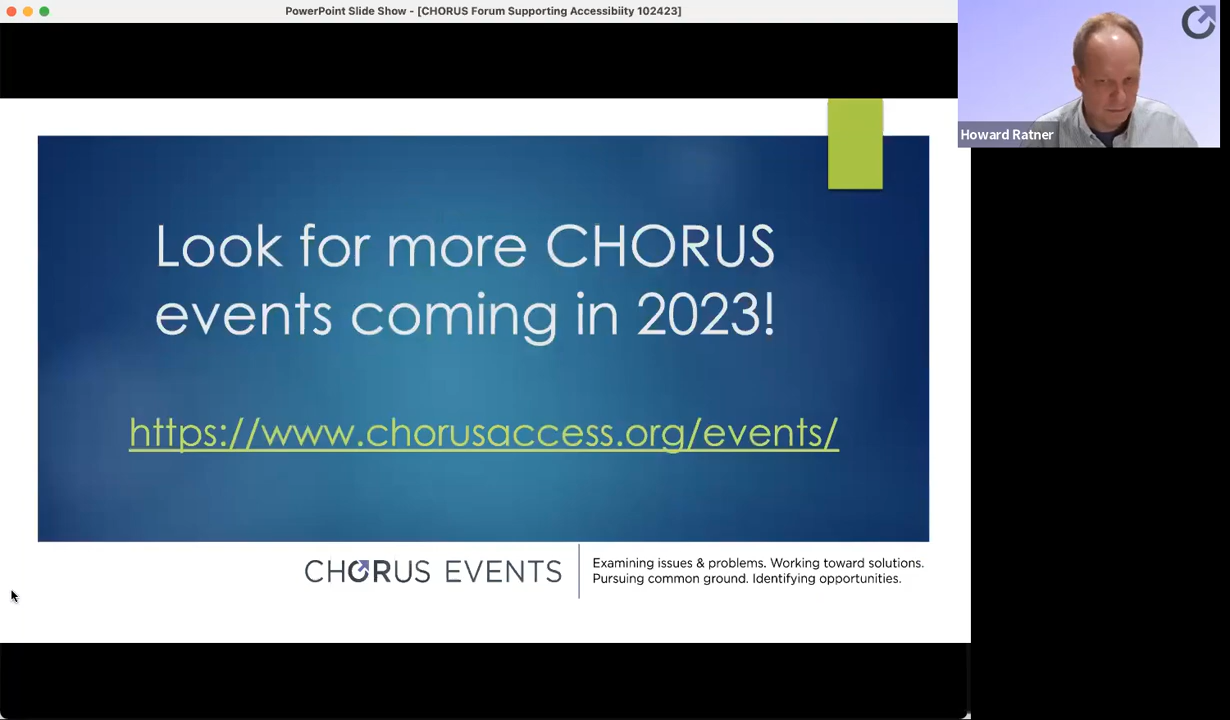 PowerPoint Slide Show - [CHORUS Forum Supporting Accessibiity 102423]
Howard Ratner
Look for more CHORUS
events coming in 2023!
https://www.chorusaccess.org/events/
CHORUS EVENTS
Examining issues & problems. Working toward solutions.
Pursuing common ground. Identifying opportunities.